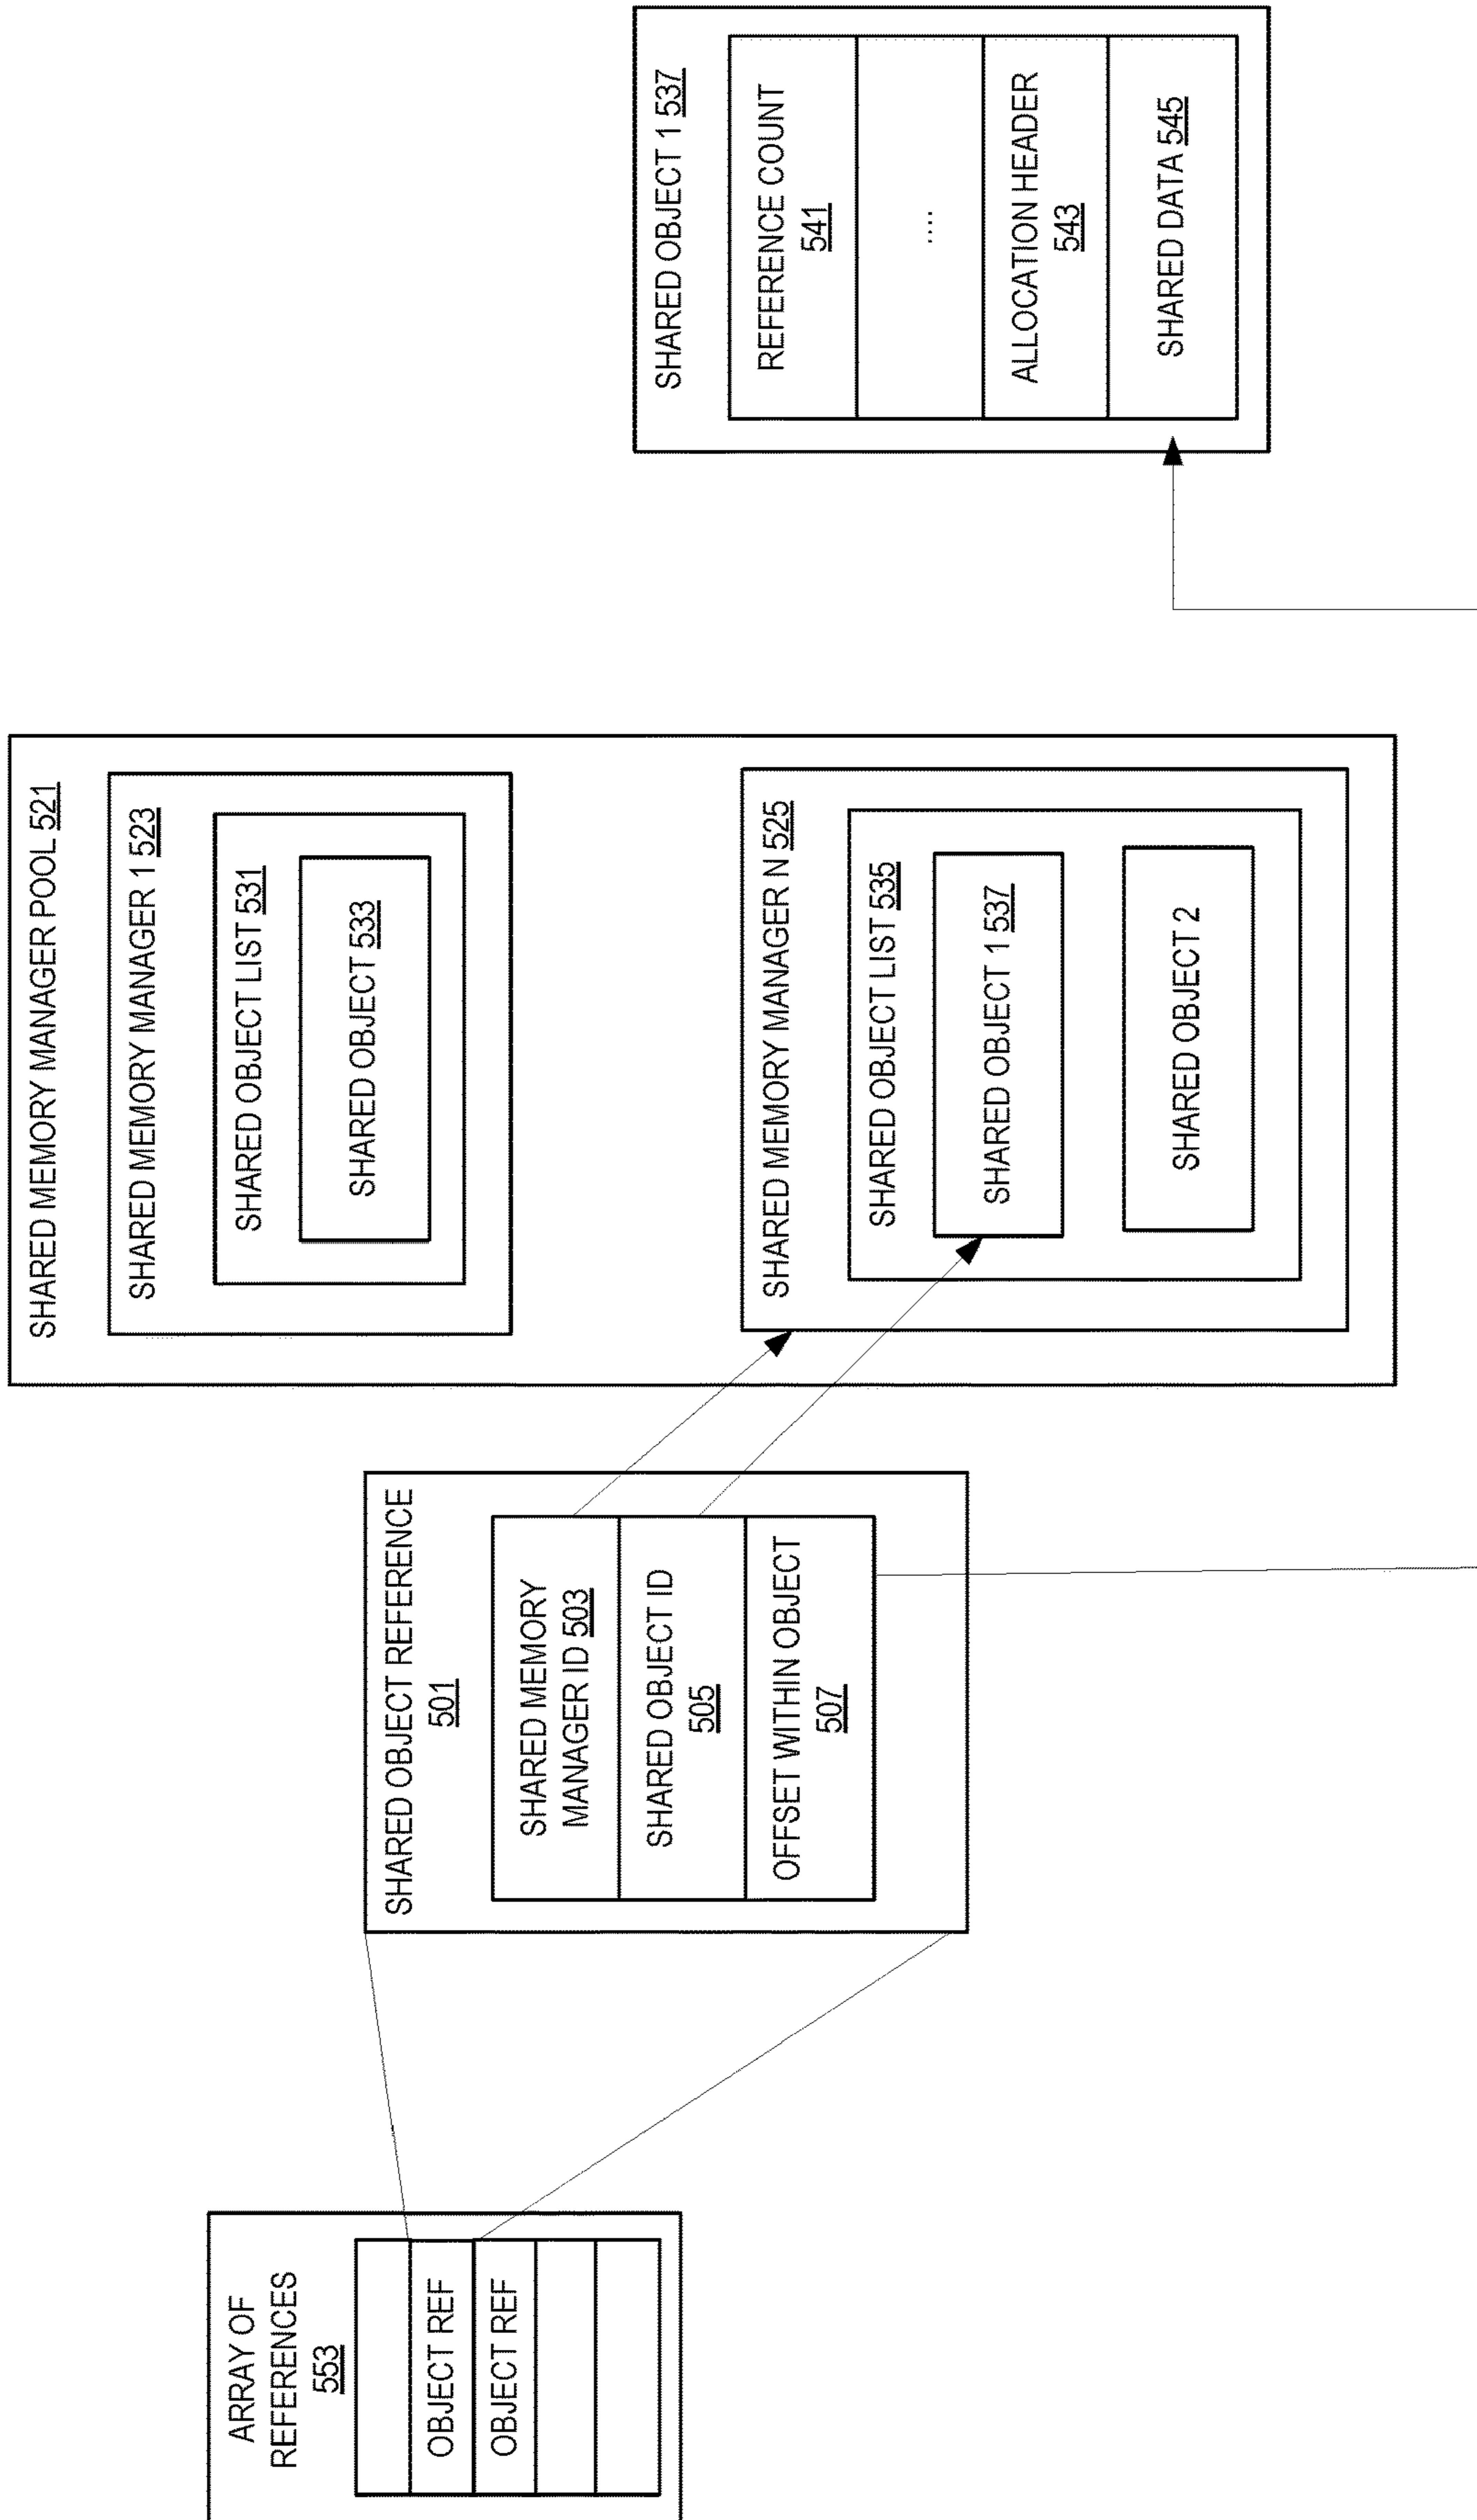 ARRAY OF
REFERENCES
553
OBJECT REF
OBJECT REF
SHARED OBJECT REFERENCE
501
SHARED MEMORY
MANAGER ID 503
SHARED OBJECT ID
505
OFFSET WITHIN OBJECT
507
SHARED MEMORY MANAGER POOL 521
SHARED MEMORY MANAGER 1 523
SHARED OBJECT LIST 531
SHARED OBJECT 533
SHARED MEMORY MANAGER N 525
SHARED OBJECT LIST 535
SHARED OBJECT 1 537
SHARED OBJECT 2
SHARED OBJECT 1 537
REFERENCE COUNT
541
....
ALLOCATION HEADER
543
SHARED DATA 545